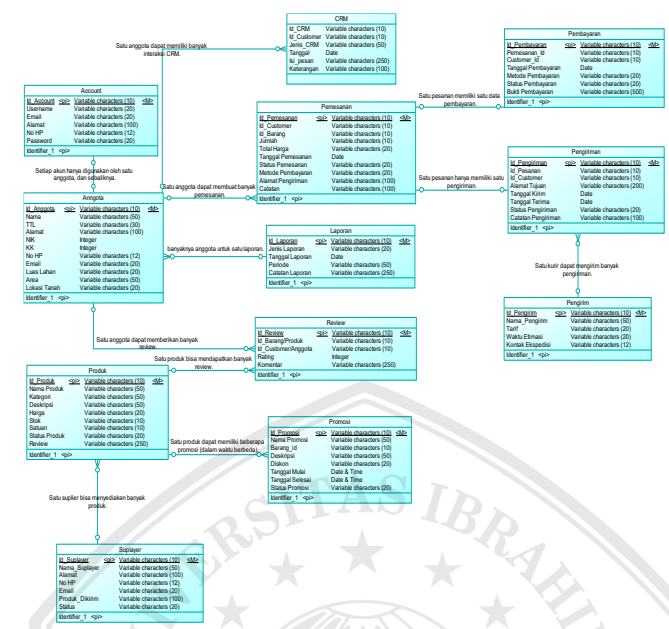 CRM
Id_CRM Variable characters (10)
Id_Customer Variable characters (10)
Jenis_CRM Variable characters (50)
Tanggal Date
Isi_pesan Variable characters (250)
Keterangan Variable characters (100)
Satu anggota dapat memiliki banyak
interaksi CRM.
Pembayaran
Id_Pembayaran <pi> Variable characters (10) <M>
Pemesanan_Id Variable characters (10)
Customer_Id Variable characters (10)
Tanggal Pembayaran Date
Metode Pembayaran Variable characters (20)
Status Pembayaran Variable characters (20)
Bukti Pembayaran Variable characters (500)
Identifier_1 <pi>
Account
Id_Account <pi> Variable characters (10) <M>
Username Variable characters (20)
Email Variable characters (20)
Alamat Variable characters (100)
No HP Variable characters (12)
Password Variable characters (20)
Identifier_1 <pi>
Satu pesanan memiliki satu data
pembayaran.
Pemesanan
Id_Pemesanan <pi> Variable characters (10) <M>
Id_Customer Variable characters (10)
Id_Barang Variable characters (10)
Jumlah Variable characters (10)
Total Harga Variable characters (20)
Tanggal Pemesanan Date
Status Pemesanan Variable characters (20)
Metode Pembayaran Variable characters (20)
Alamat Pengiriman Variable characters (100)
Catatan Variable characters (100)
Identifier_1 <pi>
Pengiriman
Id_Pengiriman <pi> Variable characters (10) <M>
Id_Pesanan Variable characters (10)
Id_Customer Variable characters (10)
Alamat Tujuan Variable characters (200)
Tanggal Kirim Date
Tanggal Terima Date
Status Pengiriman Variable characters (20)
Catatan Pengiriman Variable characters (100)
Identifier_1 <pi>
Setiap akun hanya digunakan oleh satu
anggota, dan sebaliknya.
Satu anggota dapat membuat banyak
pemesanan.
Satu pesanan hanya memiliki satu
pengiriman.
Anngota
Id_Anggota <pi> Variable characters (10) <M>
Nama Variable characters (50)
TTL Variable characters (30)
Alamat Variable characters (100)
NIK Integer
KK Integer
No HP Variable characters (12)
Email Variable characters (20)
Luas Lahan Variable characters (20)
Area Variable characters (50)
Lokasi Tanah Variable characters (20)
Identifier_1 <pi>
banyaknya anggota untuk satu laporan.
Laporan
Id_Laporan <pi> Variable characters (10) <M>
Jenis Laporan Variable characters (20)
Tanggal Laporan Date
Periode Variable characters (50)
Catatan Laporan Variable characters (250)
Identifier_1 <pi>
Satu kurir dapat mengirim banyak
pengiriman.
Pengirim
Id_Pengirim <pi> Variable characters (10) <M>
Nama_Pengirim Variable characters (50)
Tarif Variable characters (20)
Waktu Etimasi Variable characters (20)
Kontak Ekspedisi Variable characters (12)
Identifier_1 <pi>
Satu anggota dapat memberikan banyak
review.
Review
Id_Review <pi> Variable characters (10) <M>
Id_Barang/Produk Variable characters (10)
Id_Customer/Anggota Variable characters (10)
Rating Integer
Komentar Variable characters (250)
Identifier_1 <pi>
Satu produk bisa mendapatkan banyak
review.
Produk
Id_Produk <pi> Variable characters (10) <M>
Nama Produk Variable characters (50)
Kategori Variable characters (50)
Deskripsi Variable characters (50)
Harga Variable characters (20)
Stok Variable characters (10)
Satuan Variable characters (10)
Status Produk Variable characters (20)
Review Variable characters (250)
Identifier_1 <pi>
Satu produk dapat memiliki beberapa
promosi (dalam waktu berbeda).
Promosi
Id_Promosi <pi> Variable characters (10) <M>
Nama Promosi Variable characters (50)
Barang_id Variable characters (10)
Deskripsi Variable characters (50)
Diskon Variable characters (20)
Tanggal Mulai Date & Time
Tanggal Selesai Date & Time
Status Promosi Variable characters (20)
Identifier_1 <pi>
Satu suplier bisa menyediakan banyak
produk.
Suplayer
Id_Suplayer <pi> Variable characters (10) <M>
Nama_Suplayer Variable characters (50)
Alamat Variable characters (100)
No HP Variable characters (12)
Email Variable characters (20)
Produk_Dikirim Variable characters (100)
Status Variable characters (20)
Identifier_1 <pi>
ERSITAS IBRAHI